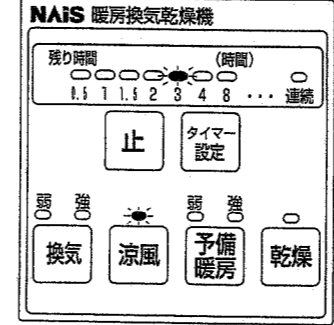 NAiS 暖房換気乾燥機
残り時間 (時間)
0.5 1 1.5 2 3 4 8 ・・・ 連続
止 タイマー設定
弱 強 弱 強
換気 涼風 予備暖房 乾燥